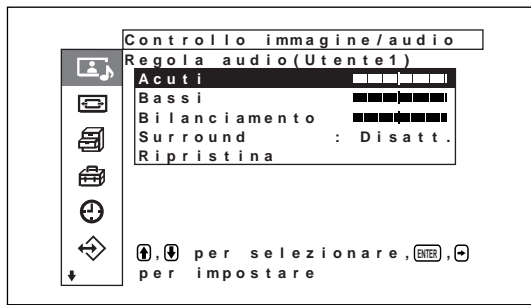 Controllo immagine/audio
Regola audio(Utente1)
Acuti
Bassi
Bilanciamento
Surround : Disatt.
Ripristina
, per selezionare, ENTER,
per impostare